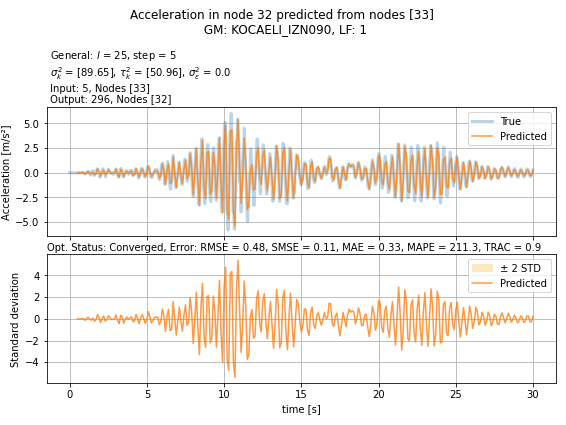 Acceleration in node 32 predicted from nodes [33]
GM: KOCAELI_IZN090, LF: 1
General: l = 25, step = 5
σ²ₖ = [89.65], τ²ₖ = [50.96], σ²ε = 0.0
Input: 5, Nodes [33]
Output: 296, Nodes [32]
Acceleration [m/s²]
5.0
2.5
0.0
−2.5
−5.0
True
Predicted
Opt. Status: Converged, Error: RMSE = 0.48, SMSE = 0.11, MAE = 0.33, MAPE = 211.3, TRAC = 0.9
Standard deviation
4
2
0
−2
−4
± 2 STD
Predicted
0 5 10 15 20 25 30
time [s]